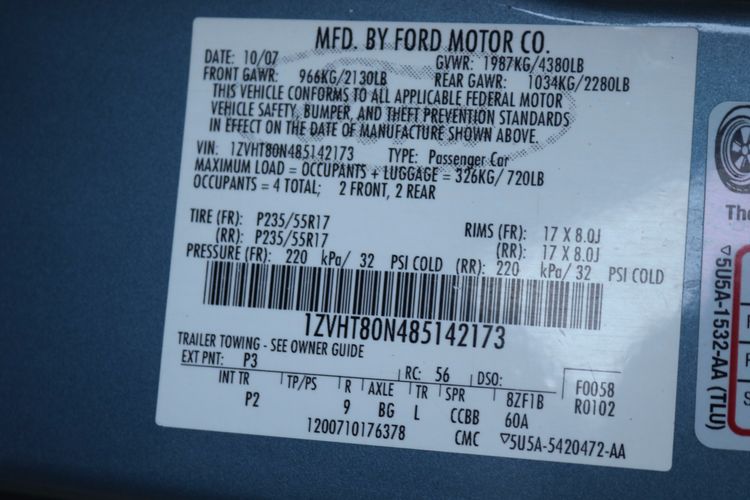 MFD. BY FORD MOTOR CO.
DATE: 10/07 GVWR: 1987KG/4380LB
FRONT GAWR: 966KG/2130LB REAR GAWR: 1034KG/2280LB
THIS VEHICLE CONFORMS TO ALL APPLICABLE FEDERAL MOTOR
VEHICLE SAFETY, BUMPER, AND THEFT PREVENTION STANDARDS
IN EFFECT ON THE DATE OF MANUFACTURE SHOWN ABOVE.
VIN: 1ZVHT80N485142173 TYPE: Passenger Car
MAXIMUM LOAD = OCCUPANTS + LUGGAGE = 326KG/720LB
OCCUPANTS = 4 TOTAL; 2 FRONT, 2 REAR
TIRE (FR): P235/55R17 RIMS (FR): 17 X 8.0J
(RR): P235/55R17 (RR): 17 X 8.0J
PRESSURE (FR): 220 kPa/ 32 PSI COLD (RR): 220 kPa/ 32 PSI COLD
1ZVHT80N485142173
TRAILER TOWING - SEE OWNER GUIDE
EXT PNT: P3 RC: 56 DSO: F0058
INT TR TP/PS R AXLE TR SPR 8ZF1B R0102
P2 9 BG L CCBB 60A
1200710176378 CMC ▽5U5A-5420472-AA
The
▽5U5A-1532-AA (TLU)